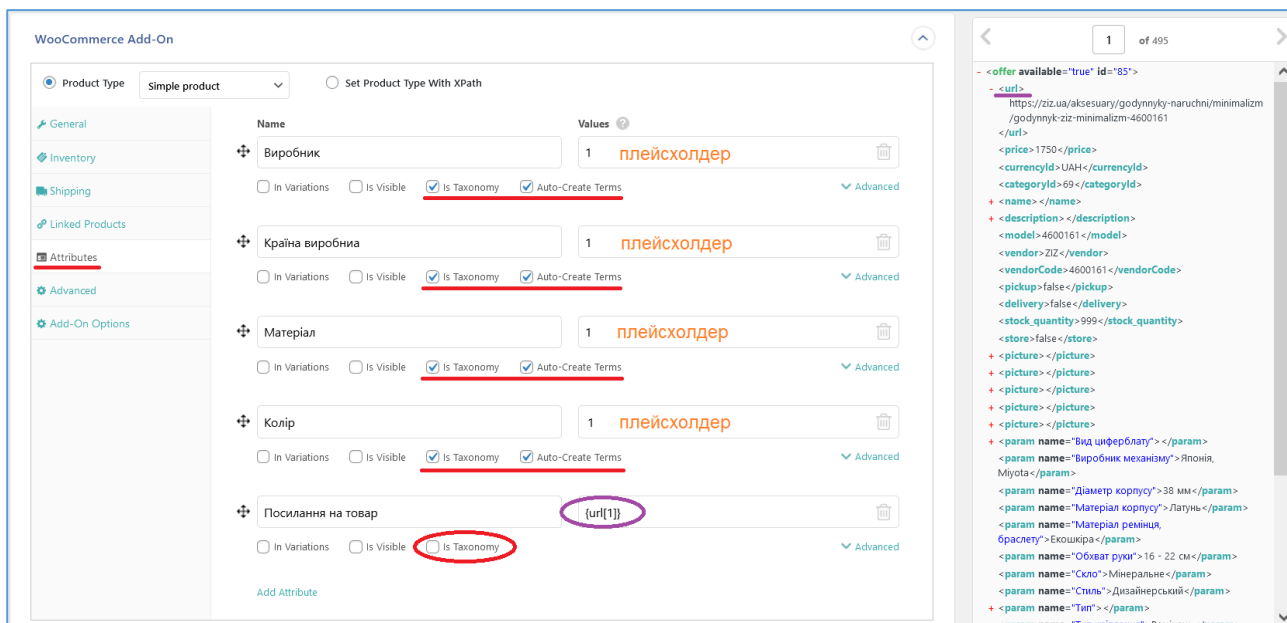 WooCommerce Add-On
Product Type
Simple product
Set Product Type With XPath
General
Inventory
Shipping
Linked Products
Attributes
Advanced
Add-On Options
Name Values ?
Виробник 1 плейсхолдер
In Variations Is Visible Is Taxonomy Auto-Create Terms Advanced
Країна виробниа 1 плейсхолдер
In Variations Is Visible Is Taxonomy Auto-Create Terms Advanced
Матеріал 1 плейсхолдер
In Variations Is Visible Is Taxonomy Auto-Create Terms Advanced
Колір 1 плейсхолдер
In Variations Is Visible Is Taxonomy Auto-Create Terms Advanced
Посилання на товар {url[1]}
In Variations Is Visible Is Taxonomy Advanced
Add Attribute
1 of 495
- <offer available="true" id="85">
- <url>
https://ziz.ua/aksesuary/godynnyky-naruchni/minimalizm
/godynnyk-ziz-minimalizm-4600161
</url>
<price>1750</price>
<currencyId>UAH</currencyId>
<categoryId>69</categoryId>
+ <name></name>
+ <description></description>
<model>4600161</model>
<vendor>ZIZ</vendor>
<vendorCode>4600161</vendorCode>
<pickup>false</pickup>
<delivery>false</delivery>
<stock_quantity>999</stock_quantity>
<store>false</store>
+ <picture></picture>
+ <picture></picture>
+ <picture></picture>
+ <picture></picture>
+ <picture></picture>
+ <param name="Вид циферблату"></param>
<param name="Виробник механізму">Японія,
Miyota</param>
<param name="Діаметр корпусу">38 мм</param>
<param name="Матеріал корпусу">Латунь</param>
<param name="Матеріал ремінця,
браслету">Екошкіра</param>
<param name="Обхват руки">16 - 22 см</param>
<param name="Скло">Мінеральне</param>
<param name="Стиль">Дизайнерський</param>
+ <param name="Тип"></param>